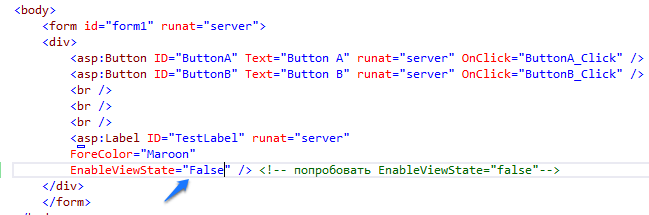 <body>
<form id="form1" runat="server">
<div>
<asp:Button ID="ButtonA" Text="Button A" runat="server" OnClick="ButtonA_Click" />
<asp:Button ID="ButtonB" Text="Button B" runat="server" OnClick="ButtonB_Click" />
<br />
<br />
<br />
<asp:Label ID="TestLabel" runat="server"
ForeColor="Maroon"
EnableViewState="False" /> <!-- попробовать EnableViewState="false"-->
</div>
</form>